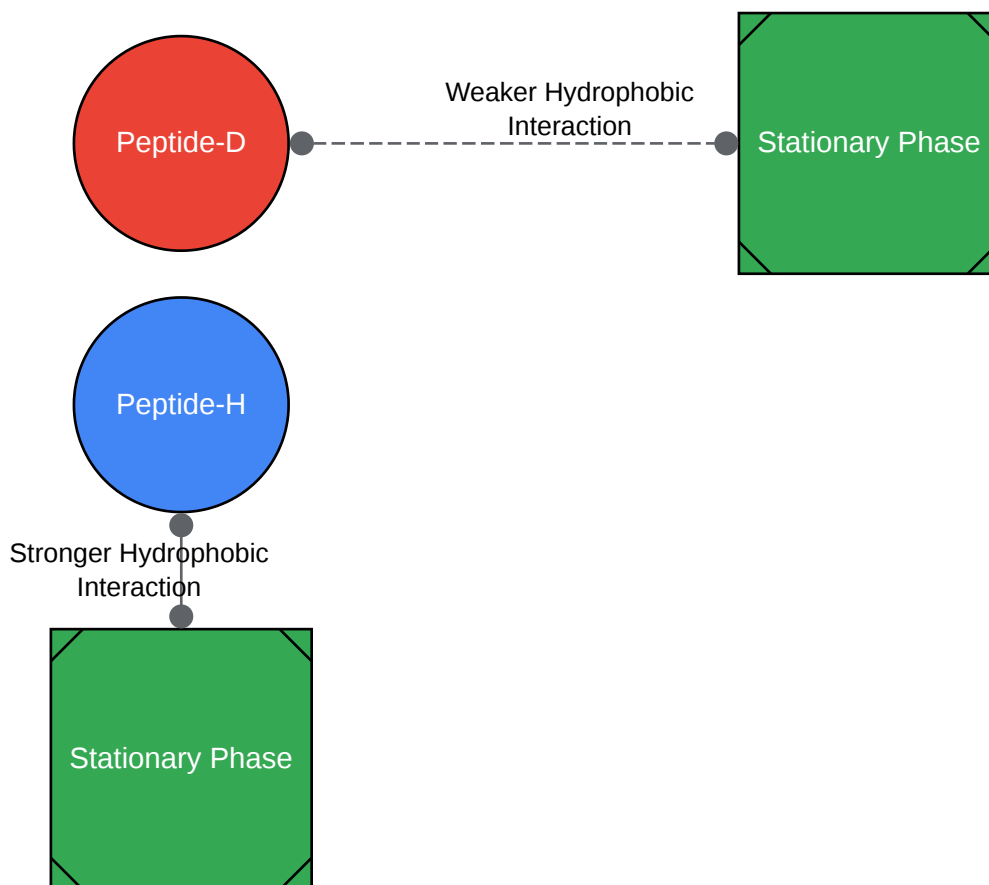 Weaker Hydrophobic
Interaction
Peptide-D
Stationary Phase
Peptide-H
Stronger Hydrophobic
Interaction
Stationary Phase